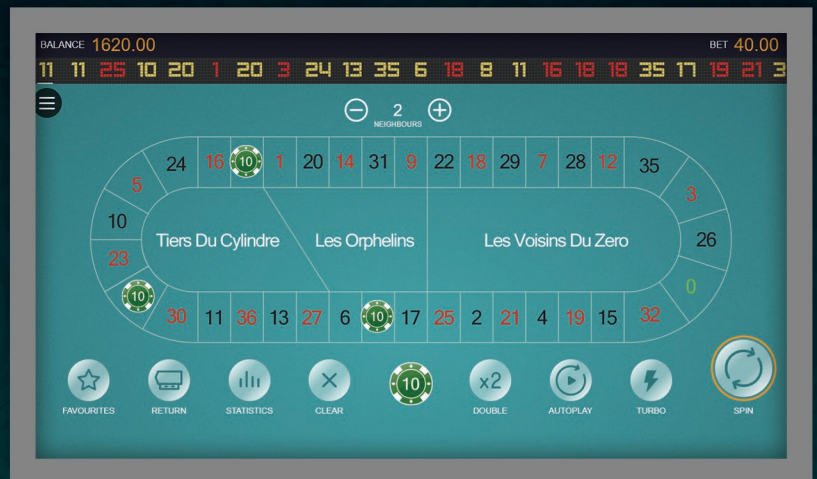 BALANCE 1620.00 BET 40.00
11 11 25 10 20 1 20 3 24 13 35 6 18 8 11 16 18 18 35 17 19 21 3
2
NEIGHBOURS
24 16 10 1 20 14 31 9 22 18 29 7 28 12 35
5 3
10 26
Tiers Du Cylindre Les Orphelins Les Voisins Du Zero
23 0
10
30 11 36 13 27 6 10 17 25 2 21 4 19 15 32
10 x2
FAVOURITES RETURN STATISTICS CLEAR DOUBLE AUTOPLAY TURBO SPIN